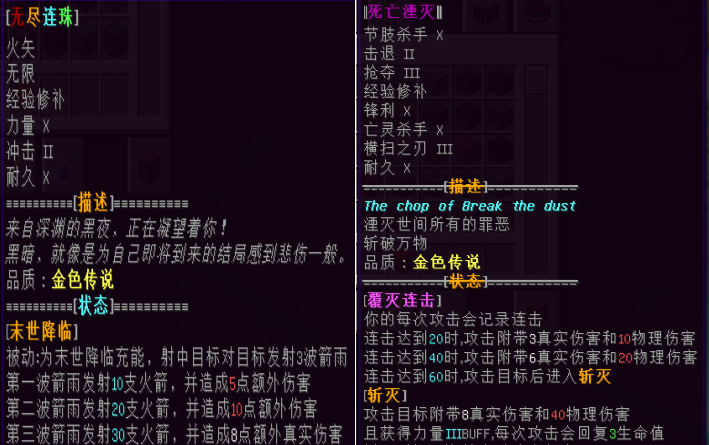 [无尽连珠]
火矢
无限
经验修补
力量 X
冲击 II
耐久 X
===========[描述]===========
来自深渊的黑夜，正在凝望着你！
黑暗，就像是为自己即将到来的结局感到悲伤一般。
品质：金色传说
===========[状态]===========
[末世降临]
被动:为末世降临充能，射中目标对目标发射3波箭雨
第一波箭雨发射10支火箭，并造成5点额外伤害
第二波箭雨发射20支火箭，并造成10点额外伤害
第三波箭雨发射30支火箭，并造成8点额外真实伤害
‖死亡湮灭‖
节肢杀手 X
击退 II
抢夺 III
经验修补
锋利 X
亡灵杀手 X
横扫之刃 III
耐久 X
============[描述]============
The chop of Break the dust
湮灭世间所有的罪恶
斩破万物
品质：金色传说
============[状态]============
[覆灭连击]
你的每次攻击会记录连击
连击达到20时,攻击附带3真实伤害和10物理伤害
连击达到40时,攻击附带6真实伤害和20物理伤害
连击达到60时,攻击目标后进入斩灭
[斩灭]
攻击目标附带8真实伤害和40物理伤害
且获得力量IIIBUFF,每次攻击会回复3生命值